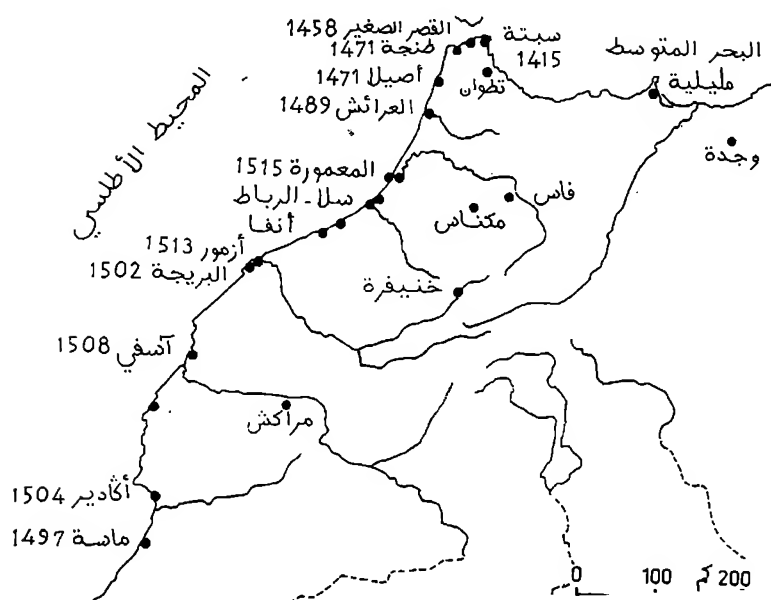 القصر الصغير 1458
سبتة
1415
طنجة 1471
البحر المتوسط
أصيلا 1471
تطوان
مليلية
العرائش 1489
المحيط الأطلسي
وجدة
المعمورة 1515
سلا - الرباط
فاس
أنفا
مكناس
أزمور 1513
البريجة 1502
خنيفرة
آسفي 1508
مراكش
أڭادير 1504
ماسة 1497
0 100 كم 200